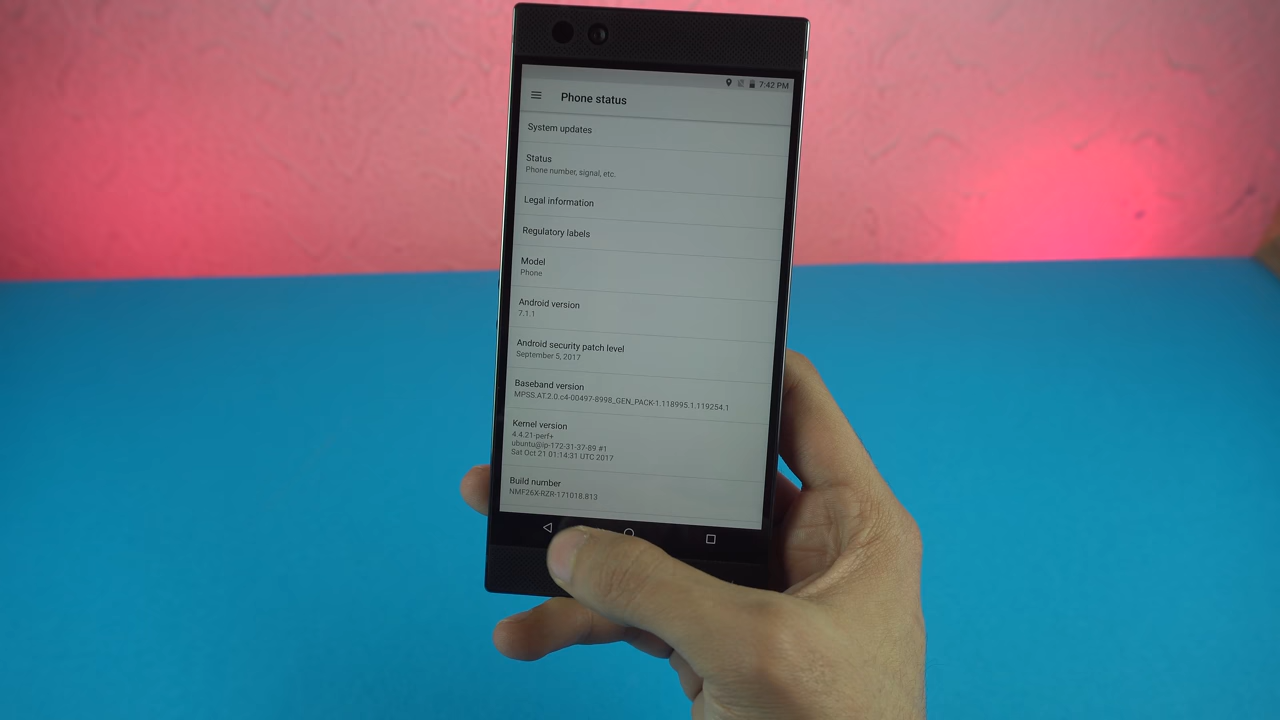 7:42 PM
Phone status
System updates
Status
Phone number, signal, etc.
Legal information
Regulatory labels
Model
Phone
Android version
7.1.1
Android security patch level
September 5, 2017
Baseband version
MPSS.AT.2.0.c4-00497-8998_GEN_PACK-1.118995.1.119254.1
Kernel version
4.4.21-perf+
ubuntu@ip-172-31-37-89 #1
Sat Oct 21 01:14:31 UTC 2017
Build number
NMF26X-RZR-171018.813